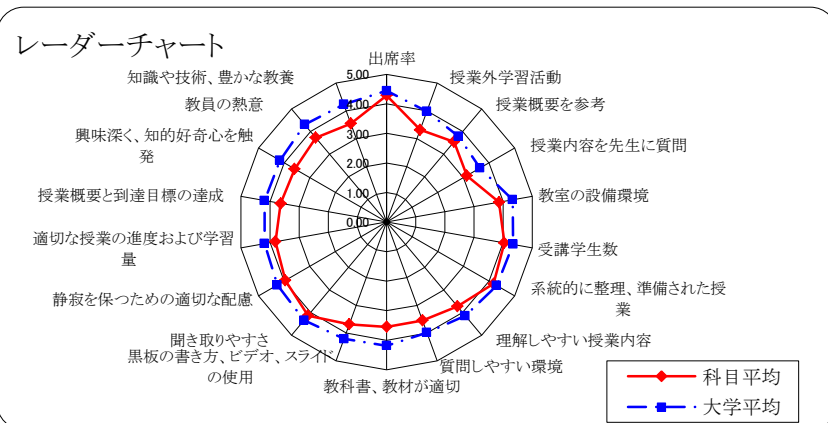 レーダーチャート
出席率
授業外学習活動
授業概要を参考
授業内容を先生に質問
教室の設備環境
受講学生数
系統的に整理、準備された授
業
理解しやすい授業内容
質問しやすい環境
教科書、教材が適切
黒板の書き方、ビデオ、スライド
の使用
聞き取りやすさ
静寂を保つための適切な配慮
適切な授業の進度および学習
量
授業概要と到達目標の達成
興味深く、知的好奇心を触
発
教員の熱意
知識や技術、豊かな教養
5.00
4.00
3.00
2.00
1.00
0.00
科目平均
大学平均